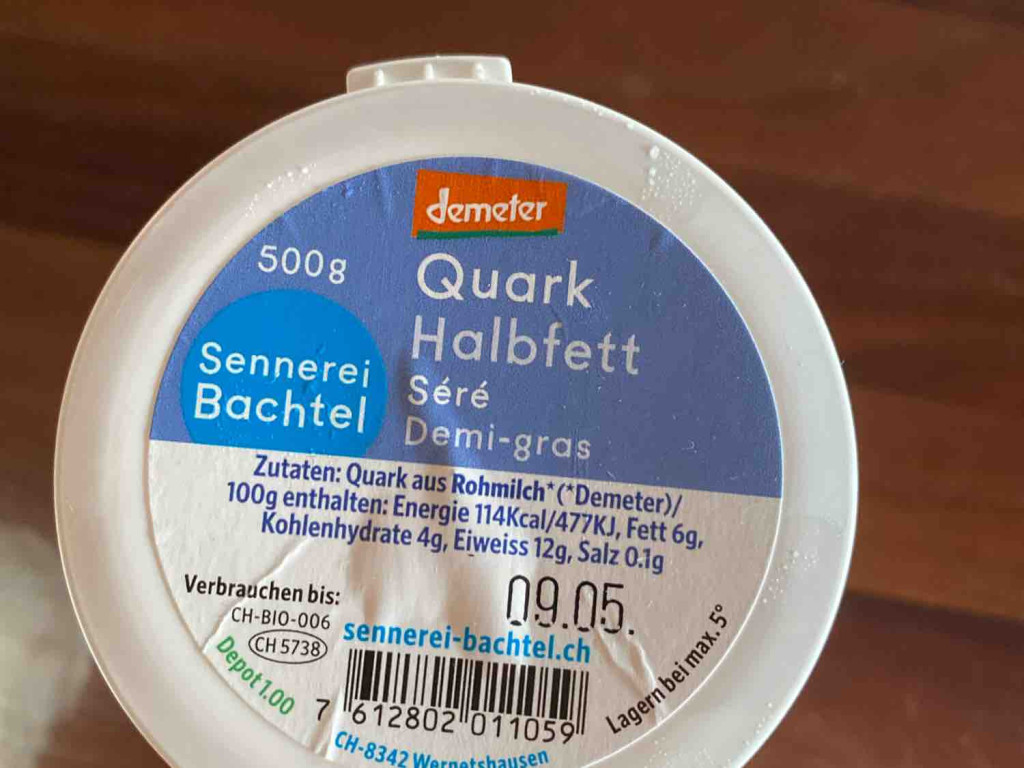 demeter
500g
Quark
Halbfett
Séré
Demi-gras
Sennerei
Bachtel
Zutaten: Quark aus Rohmilch*(*Demeter)/
100g enthalten: Energie 114Kcal/477KJ, Fett 6g,
Kohlenhydrate 4g, Eiweiss 12g, Salz 0.1g
Verbrauchen bis:
09.05.
CH-BIO-006
CH 5738
sennerei-bachtel.ch
Depot 1.00
Lagern bei max. 5°
7 612802 011059
CH-8342 Wernetshausen